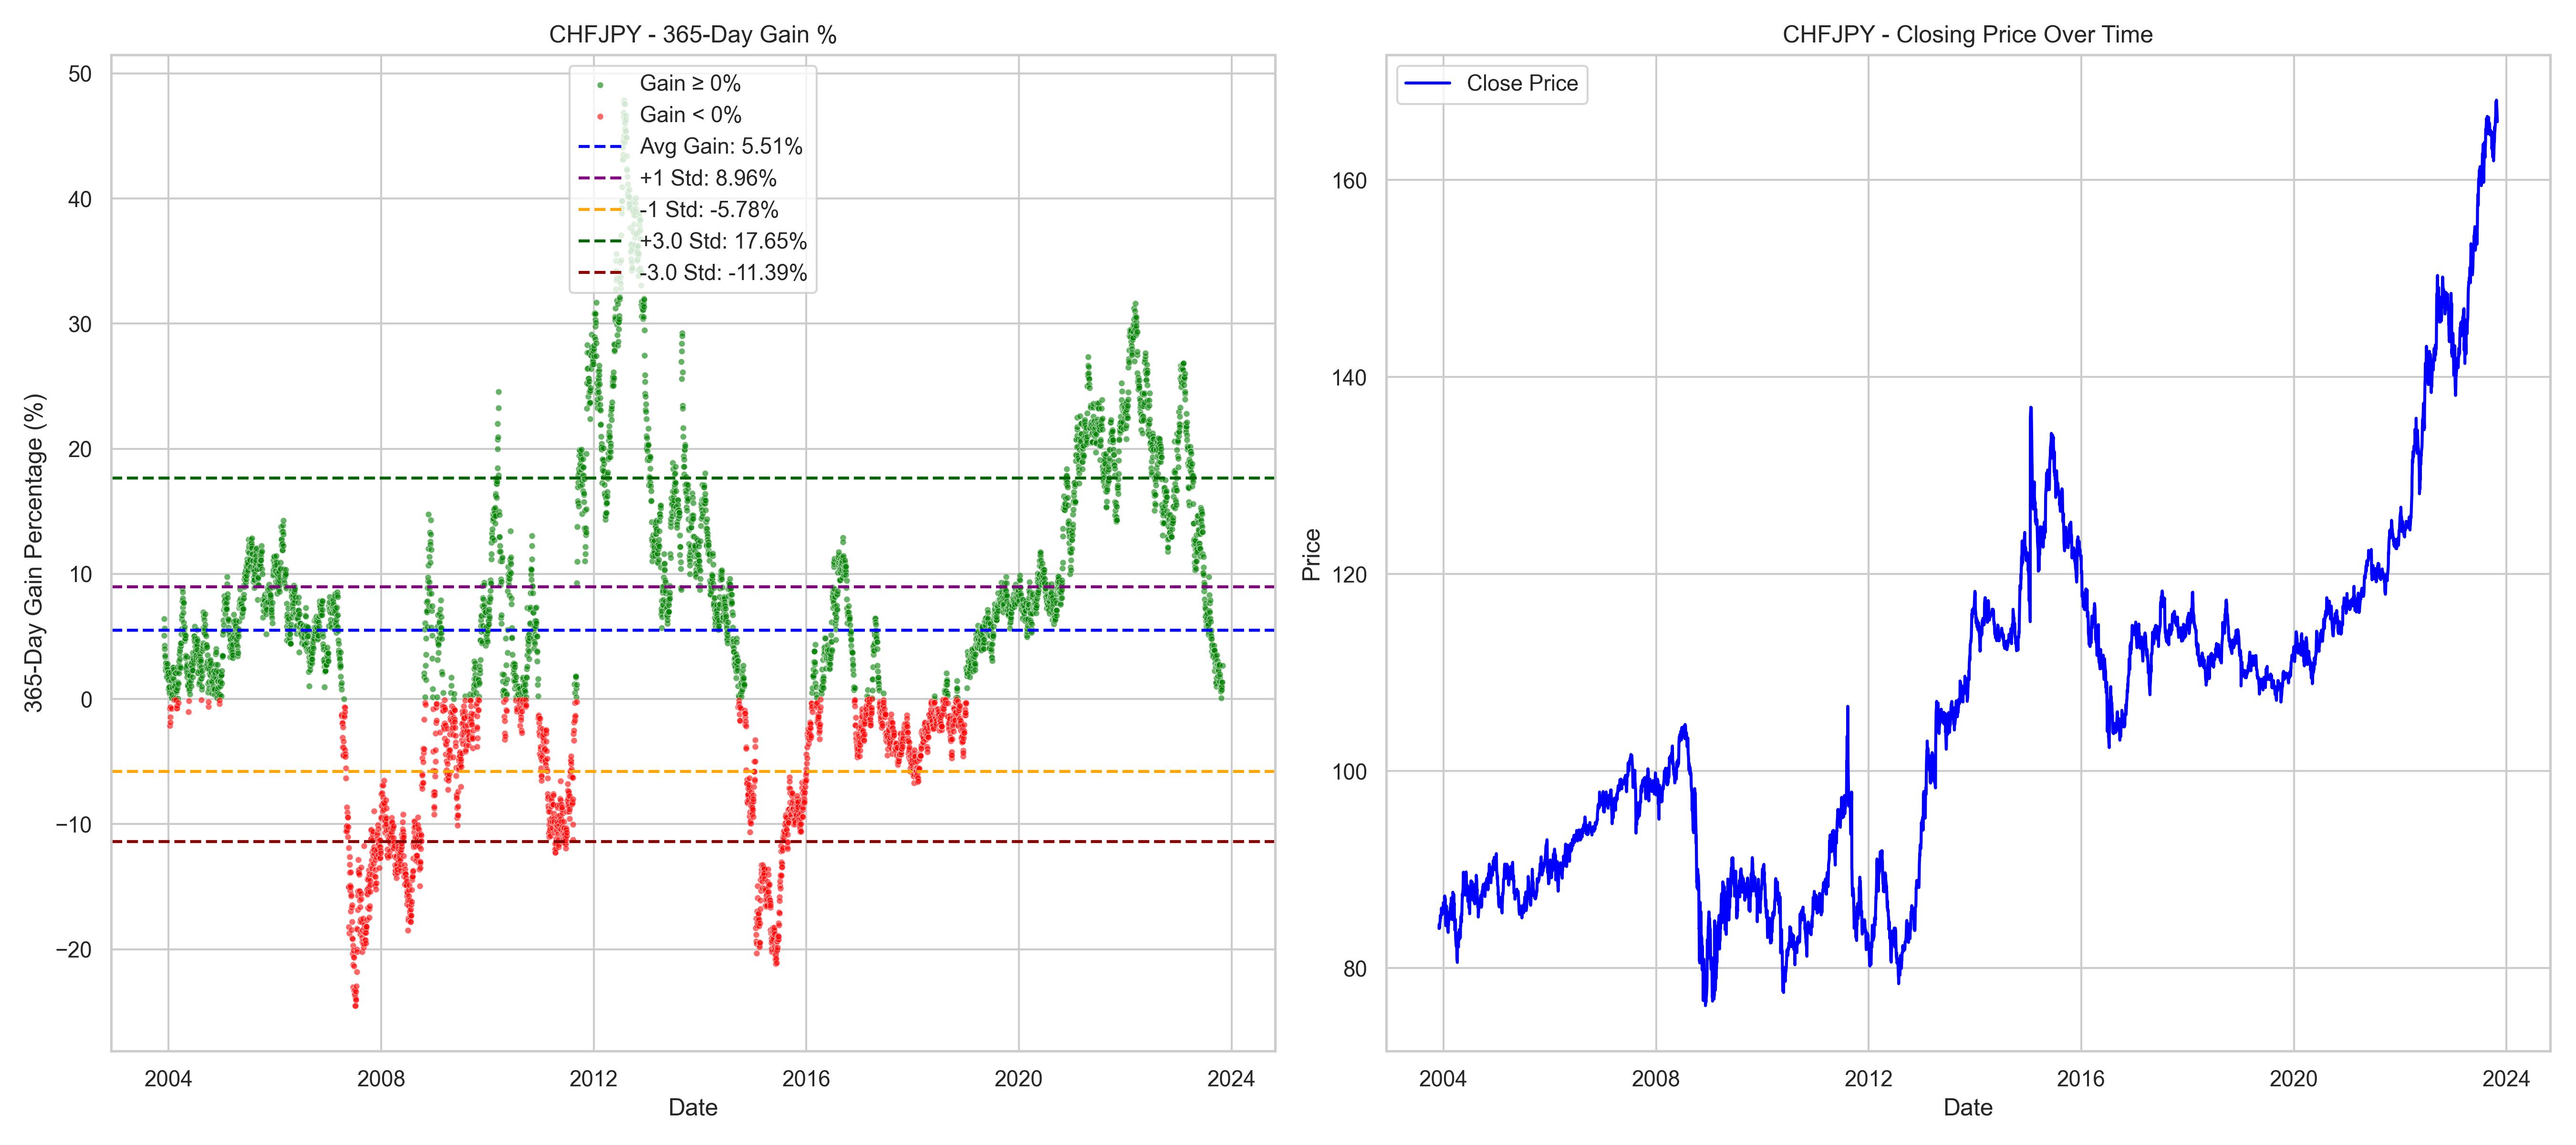 CHFJPY - 365-Day Gain %
50
40
30
20
10
0
−10
−20
365-Day Gain Percentage (%)
Gain ≥ 0%
Gain < 0%
Avg Gain: 5.51%
+1 Std: 8.96%
-1 Std: -5.78%
+3.0 Std: 17.65%
-3.0 Std: -11.39%
2004
2008
2012
2016
2020
2024
Date
CHFJPY - Closing Price Over Time
Close Price
160
140
120
100
80
Price
2004
2008
2012
2016
2020
2024
Date